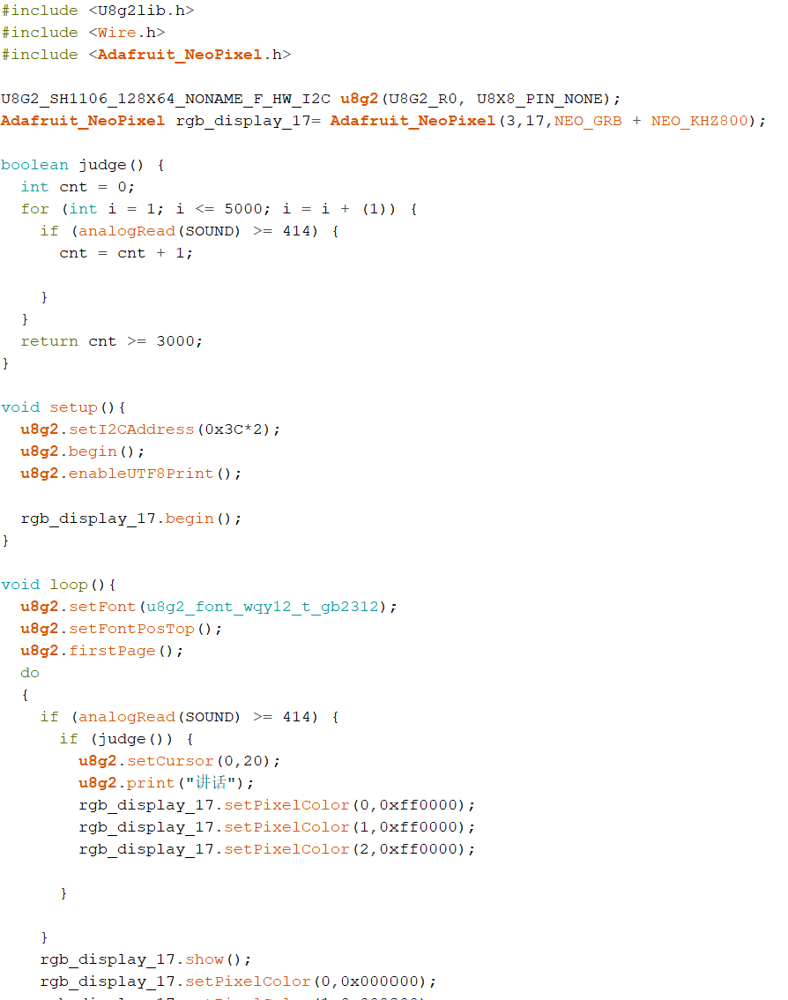 #include <U8g2lib.h>
#include <Wire.h>
#include <Adafruit_NeoPixel.h>
U8G2_SH1106_128X64_NONAME_F_HW_I2C u8g2(U8G2_R0, U8X8_PIN_NONE);
Adafruit_NeoPixel rgb_display_17= Adafruit_NeoPixel(3,17,NEO_GRB + NEO_KHZ800);
boolean judge() {
  int cnt = 0;
  for (int i = 1; i <= 5000; i = i + (1)) {
    if (analogRead(SOUND) >= 414) {
      cnt = cnt + 1;
    }
  }
  return cnt >= 3000;
}
void setup(){
  u8g2.setI2CAddress(0x3C*2);
  u8g2.begin();
  u8g2.enableUTF8Print();
  rgb_display_17.begin();
}
void loop(){
  u8g2.setFont(u8g2_font_wqy12_t_gb2312);
  u8g2.setFontPosTop();
  u8g2.firstPage();
  do
  {
    if (analogRead(SOUND) >= 414) {
      if (judge()) {
        u8g2.setCursor(0,20);
        u8g2.print("讲话");
        rgb_display_17.setPixelColor(0,0xff0000);
        rgb_display_17.setPixelColor(1,0xff0000);
        rgb_display_17.setPixelColor(2,0xff0000);
      }
    }
    rgb_display_17.show();
    rgb_display_17.setPixelColor(0,0x000000);